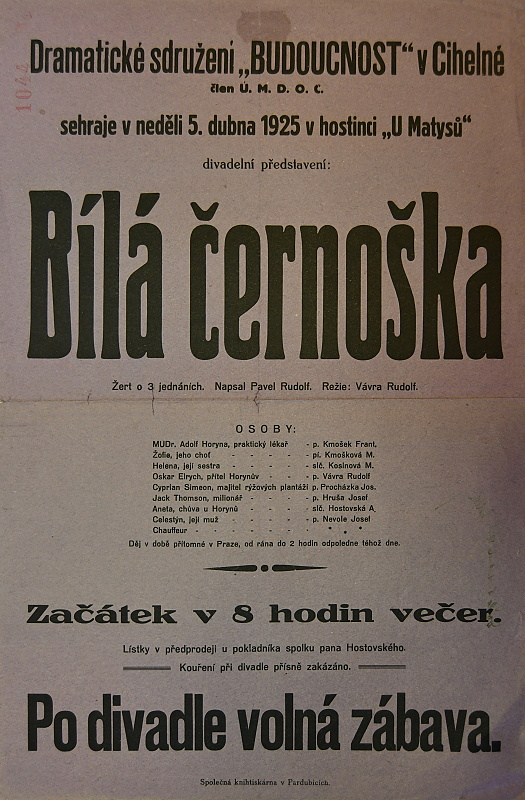 1044
Dramatické sdružení „BUDOUCNOST“ v Cihelně
člen Ú. M. D. O. C.
sehraje v neděli 5. dubna 1925 v hostinci „U Matysů“
divadelní představení:
Bílá černoška
Žert o 3 jednáních. Napsal Pavel Rudolf. Režie: Vávra Rudolf.
OSOBY:
MUDr. Adolf Horyna, praktický lékař - p. Kmošek Frant.
Žofie, jeho choť - - - - - pí. Kmošková M.
Helena, její sestra - - - - - slč. Kosinová M.
Oskar Elrych, přítel Horynův - - - p. Vávra Rudolf
Cyprian Simeon, majitel rýžových plantáží p. Procházka Jos.
Jack Thomson, milionář - - - - p. Hruša Josef
Aneta, chůva u Horynů - - - - slč. Hostovská A.
Celestýn, její muž - - - - - p. Nevole Josef
Chauffeur - - - - - - * * *
Děj v době přítomné v Praze, od rána do 2 hodin odpoledne téhož dne.
Začátek v 8 hodin večer.
Lístky v předprodeji u pokladníka spolku pana Hostovského.
Kouření při divadle přísně zakázáno.
Po divadle volná zábava.
Společná knihtiskárna v Pardubicích.